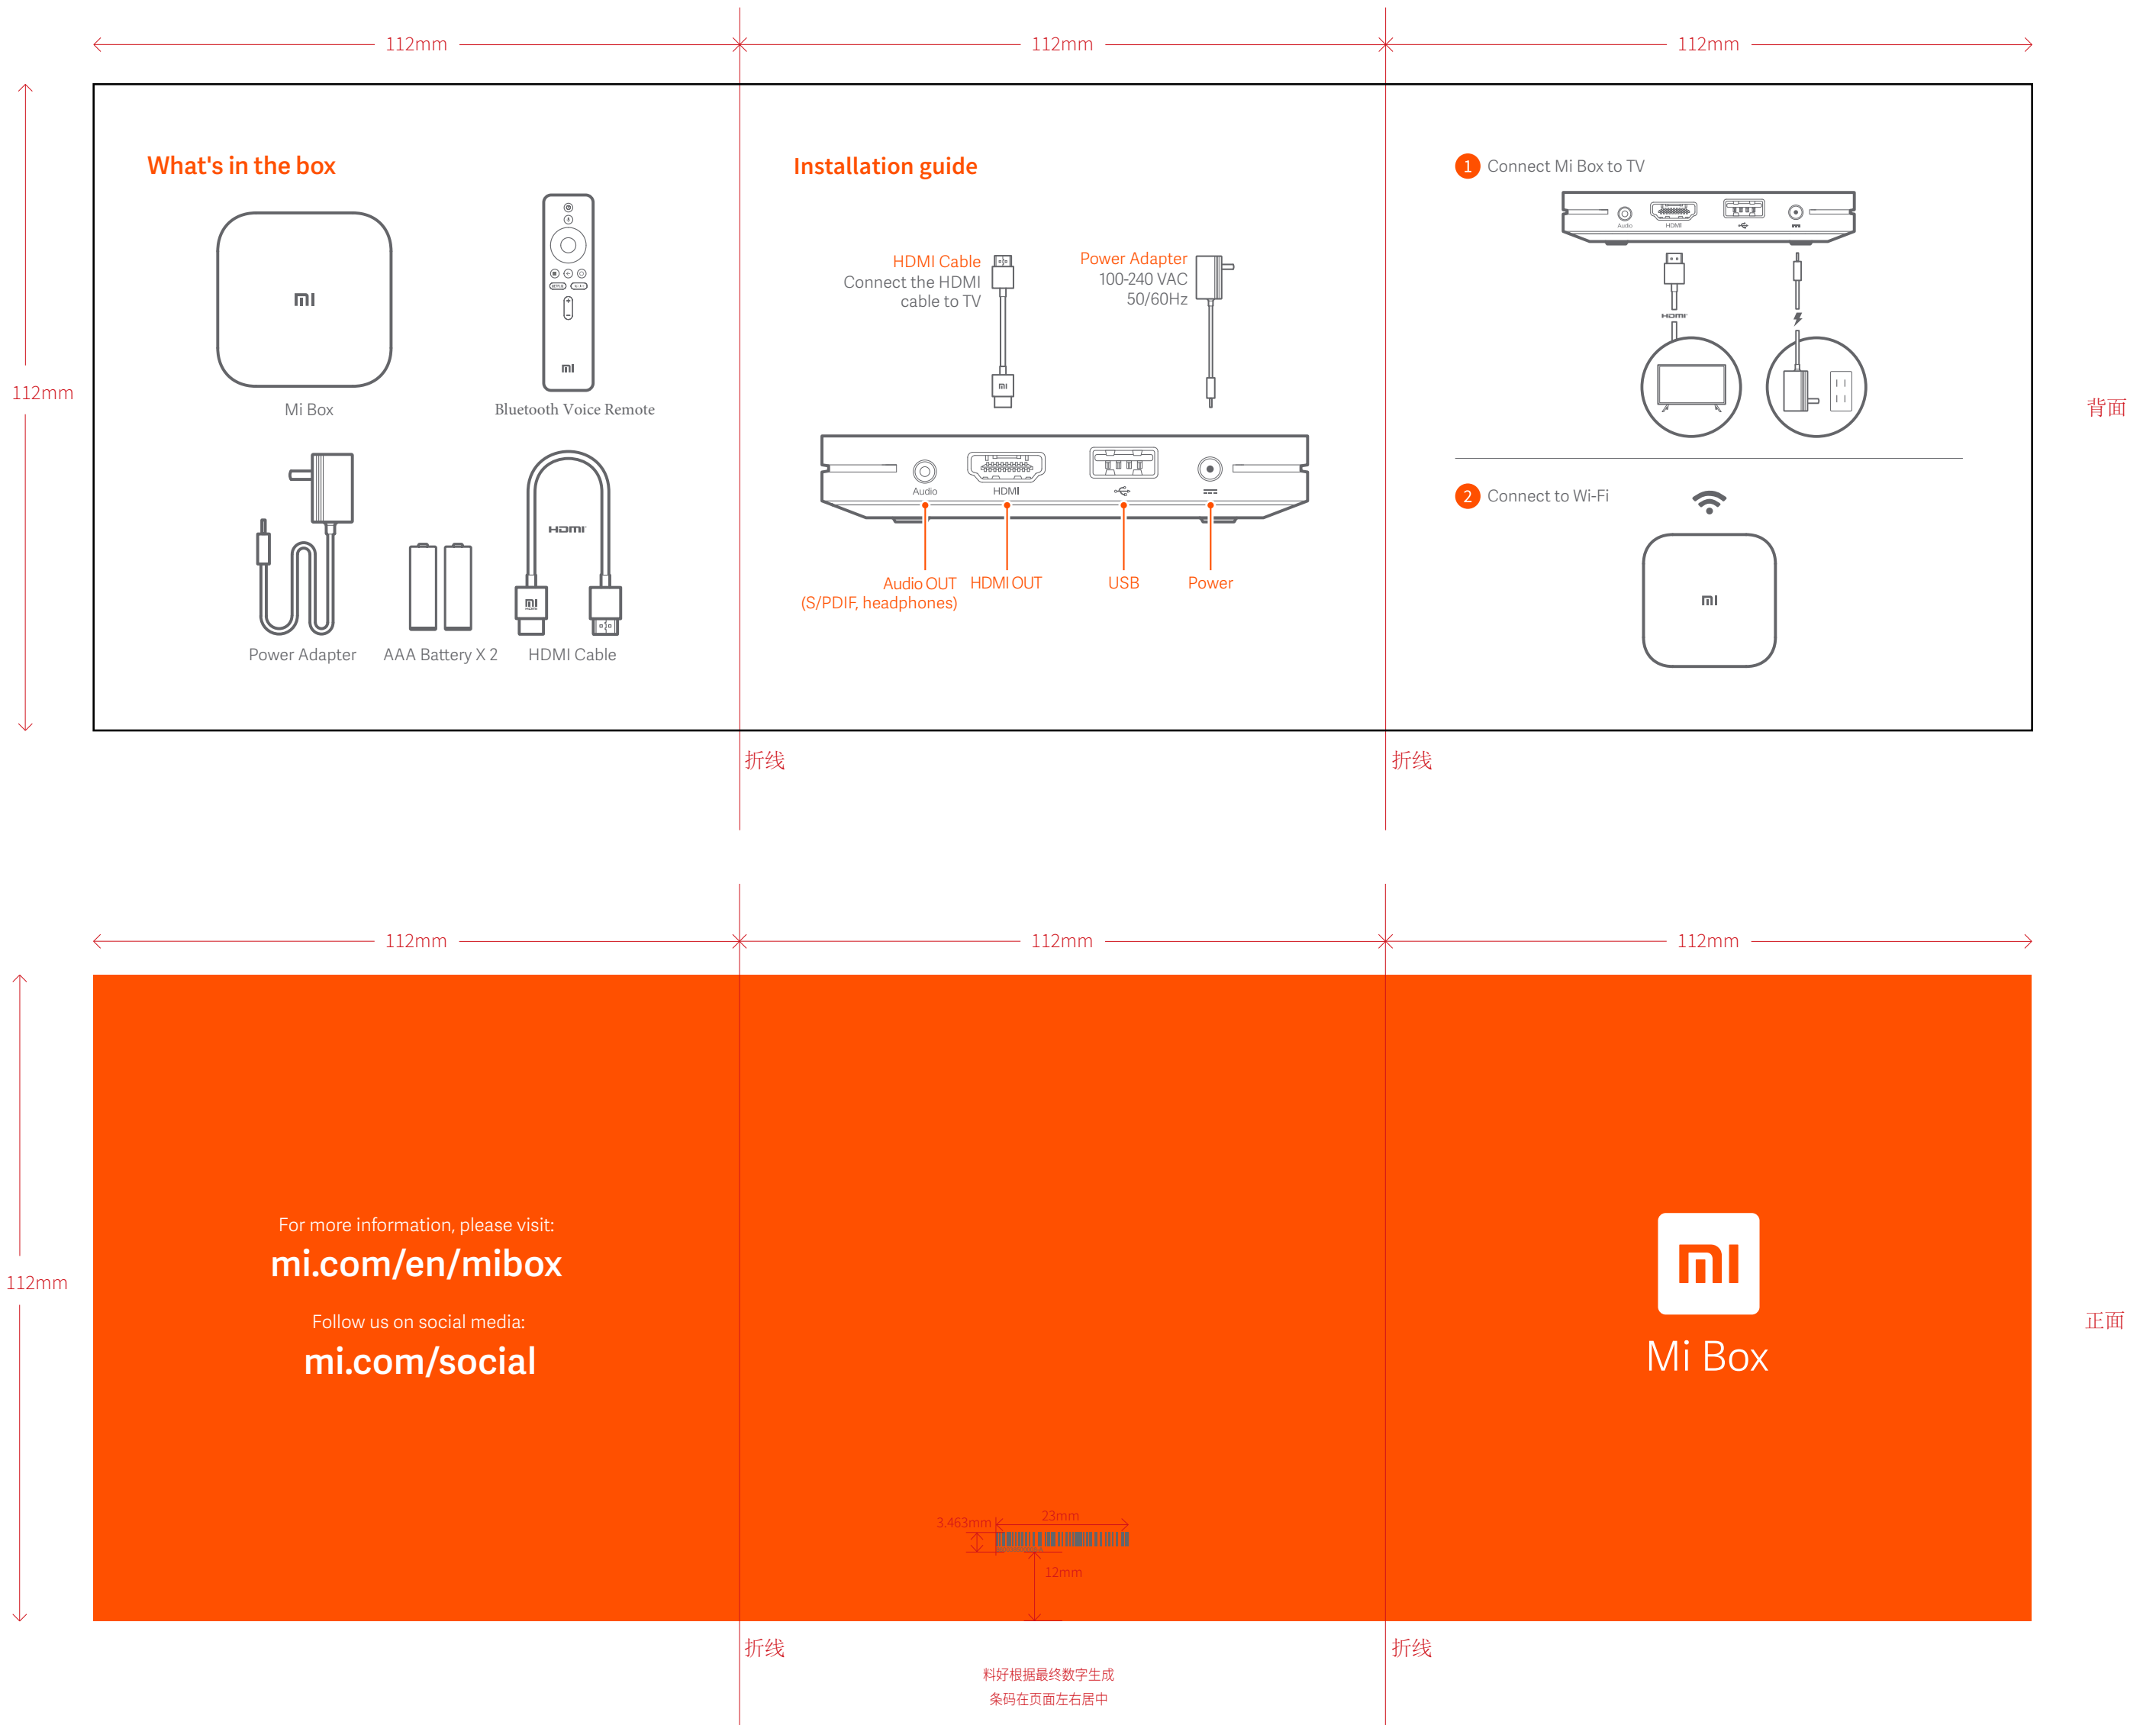 112mm 112mm 112mm
What's in the box
Mi Box
Bluetooth Voice Remote
HDMI
Power Adapter
AAA Battery X 2
HDMI Cable
Installation guide
HDMI Cable
Connect the HDMI
cable to TV
Power Adapter
100-240 VAC
50/60Hz
Audio
HDMI
Audio OUT
(S/PDIF, headphones)
HDMI OUT
USB
Power
1 Connect Mi Box to TV
Audio
HDMI
HDMI
2 Connect to Wi-Fi
112mm
背面
折线
折线
112mm 112mm 112mm
For more information, please visit:
mi.com/en/mibox
Follow us on social media:
mi.com/social
3.463mm
23mm
12mm
Mi Box
112mm
正面
折线
折线
料好根据最终数字生成
条码在页面左右居中